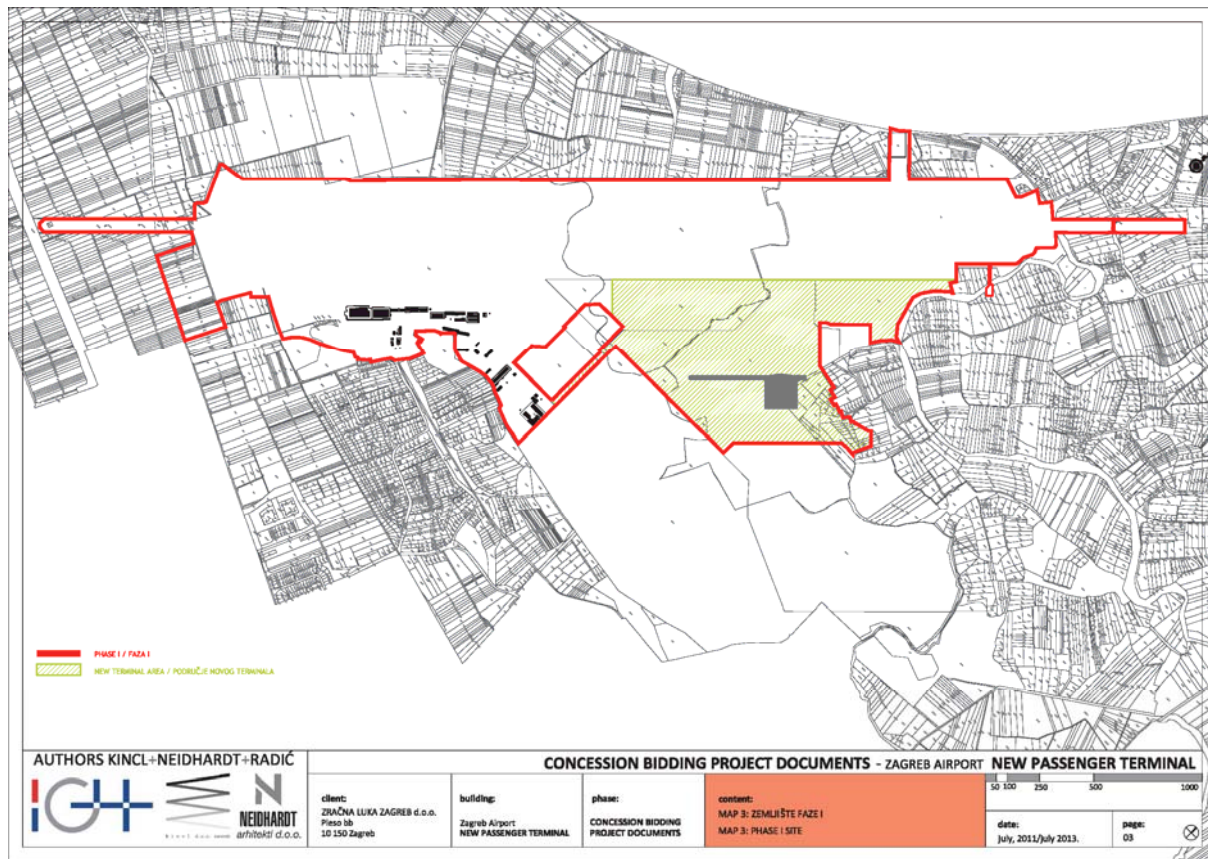 PHASE I / FAZA I
NEW TERMINAL AREA / PODRUČJE NOVOG TERMINALA
AUTHORS KINCL+NEIDHARDT+RADIĆ
NEIDHARDT
arhitekti d.o.o.
CONCESSION BIDDING PROJECT DOCUMENTS - ZAGREB AIRPORT NEW PASSENGER TERMINAL
client:
ZRAČNA LUKA ZAGREB d.o.o.
Pleso bb
10 150 Zagreb
building:
Zagreb Airport
NEW PASSENGER TERMINAL
phase:
CONCESSION BIDDING
PROJECT DOCUMENTS
content:
MAP 3: ZEMLJIŠTE FAZE I
MAP 3: PHASE I SITE
50 100 250 500 1000
date:
July, 2011/July 2013.
page:
03